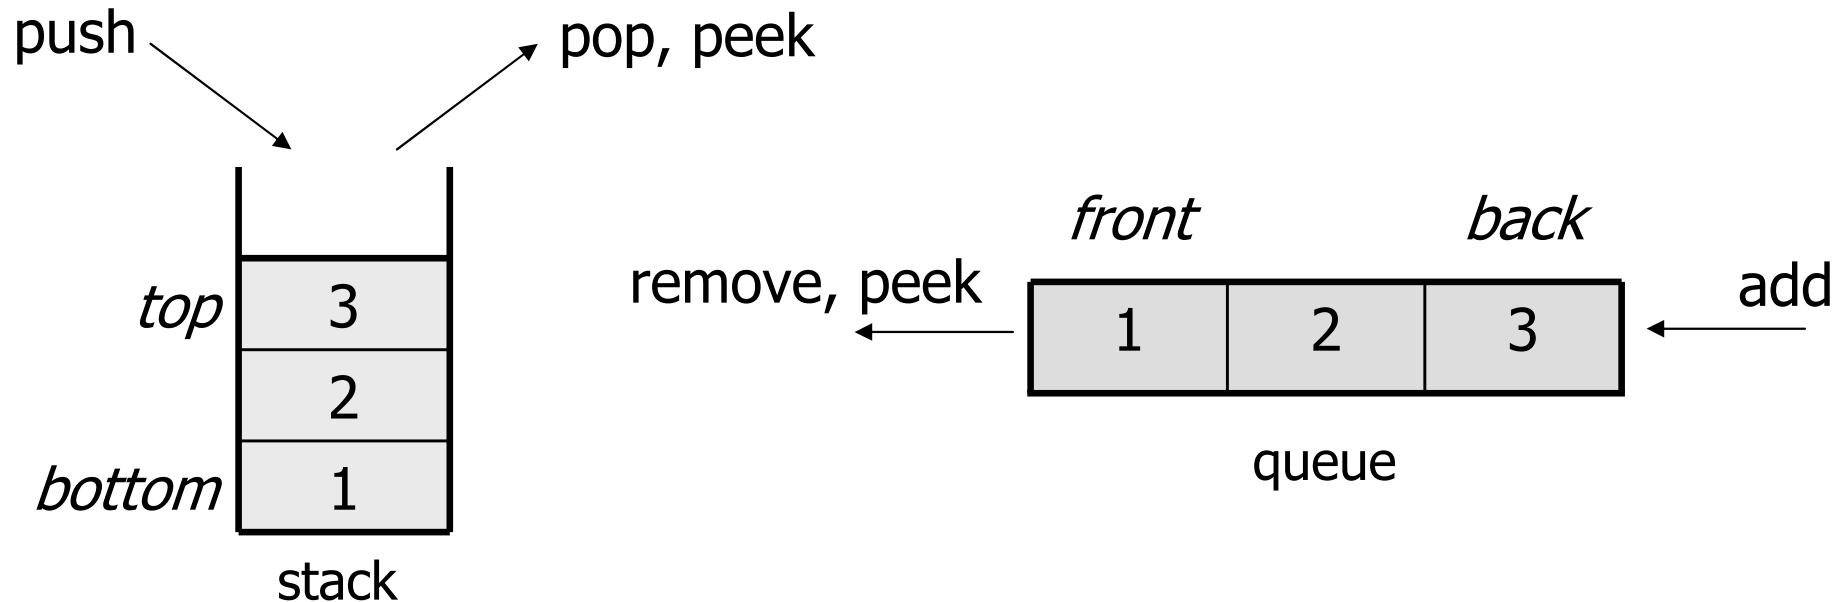 push
pop, peek
top
3
2
bottom
1
stack
front
back
remove, peek
1
2
3
add
queue